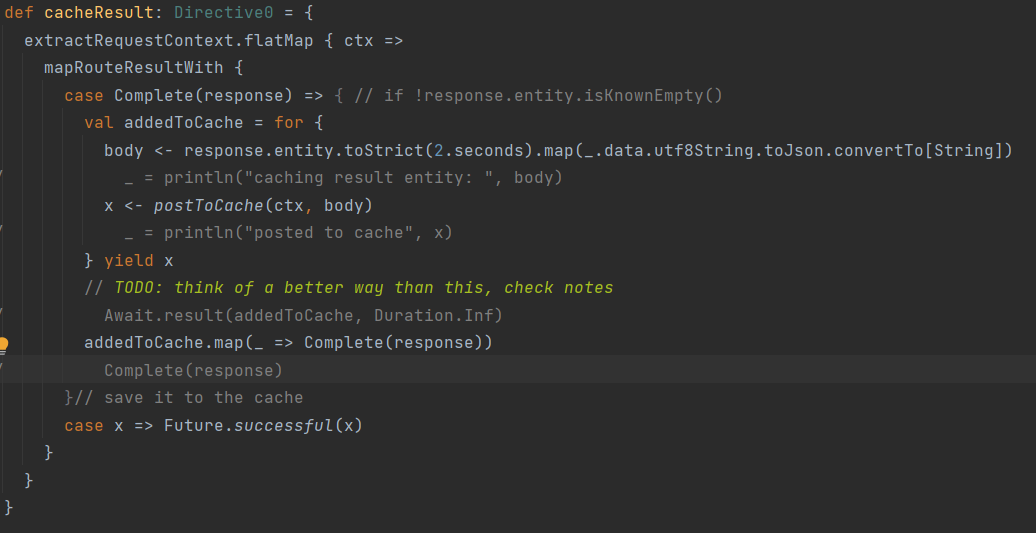 def cacheResult: Directive0 = {
  extractRequestContext.flatMap { ctx =>
    mapRouteResultWith {
      case Complete(response) => { // if !response.entity.isKnownEmpty()
        val addedToCache = for {
          body <- response.entity.toStrict(2.seconds).map(_.data.utf8String.toJson.convertTo[String])
            _ = println("caching result entity: ", body)
          x <- postToCache(ctx, body)
            _ = println("posted to cache", x)
        } yield x
        // TODO: think of a better way than this, check notes
          Await.result(addedToCache, Duration.Inf)
        addedToCache.map(_ => Complete(response))
          Complete(response)
      }// save it to the cache
      case x => Future.successful(x)
    }
  }
}